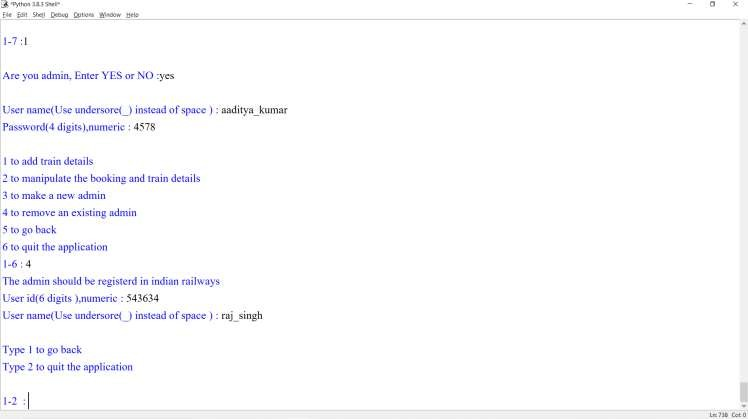 *Python 3.8.3 Shell*
File Edit Shell Debug Options Window Help
1-7 :1
Are you admin, Enter YES or NO :yes
User name(Use undersore(_) instead of space ) : aaditya_kumar
Password(4 digits),numeric : 4578
1 to add train details
2 to manipulate the booking and train details
3 to make a new admin
4 to remove an existing admin
5 to go back
6 to quit the application
1-6 : 4
The admin should be registerd in indian railways
User id(6 digits ),numeric : 543634
User name(Use undersore(_) instead of space ) : raj_singh
Type 1 to go back
Type 2 to quit the application
1-2  :
Ln: 738 Col: 0